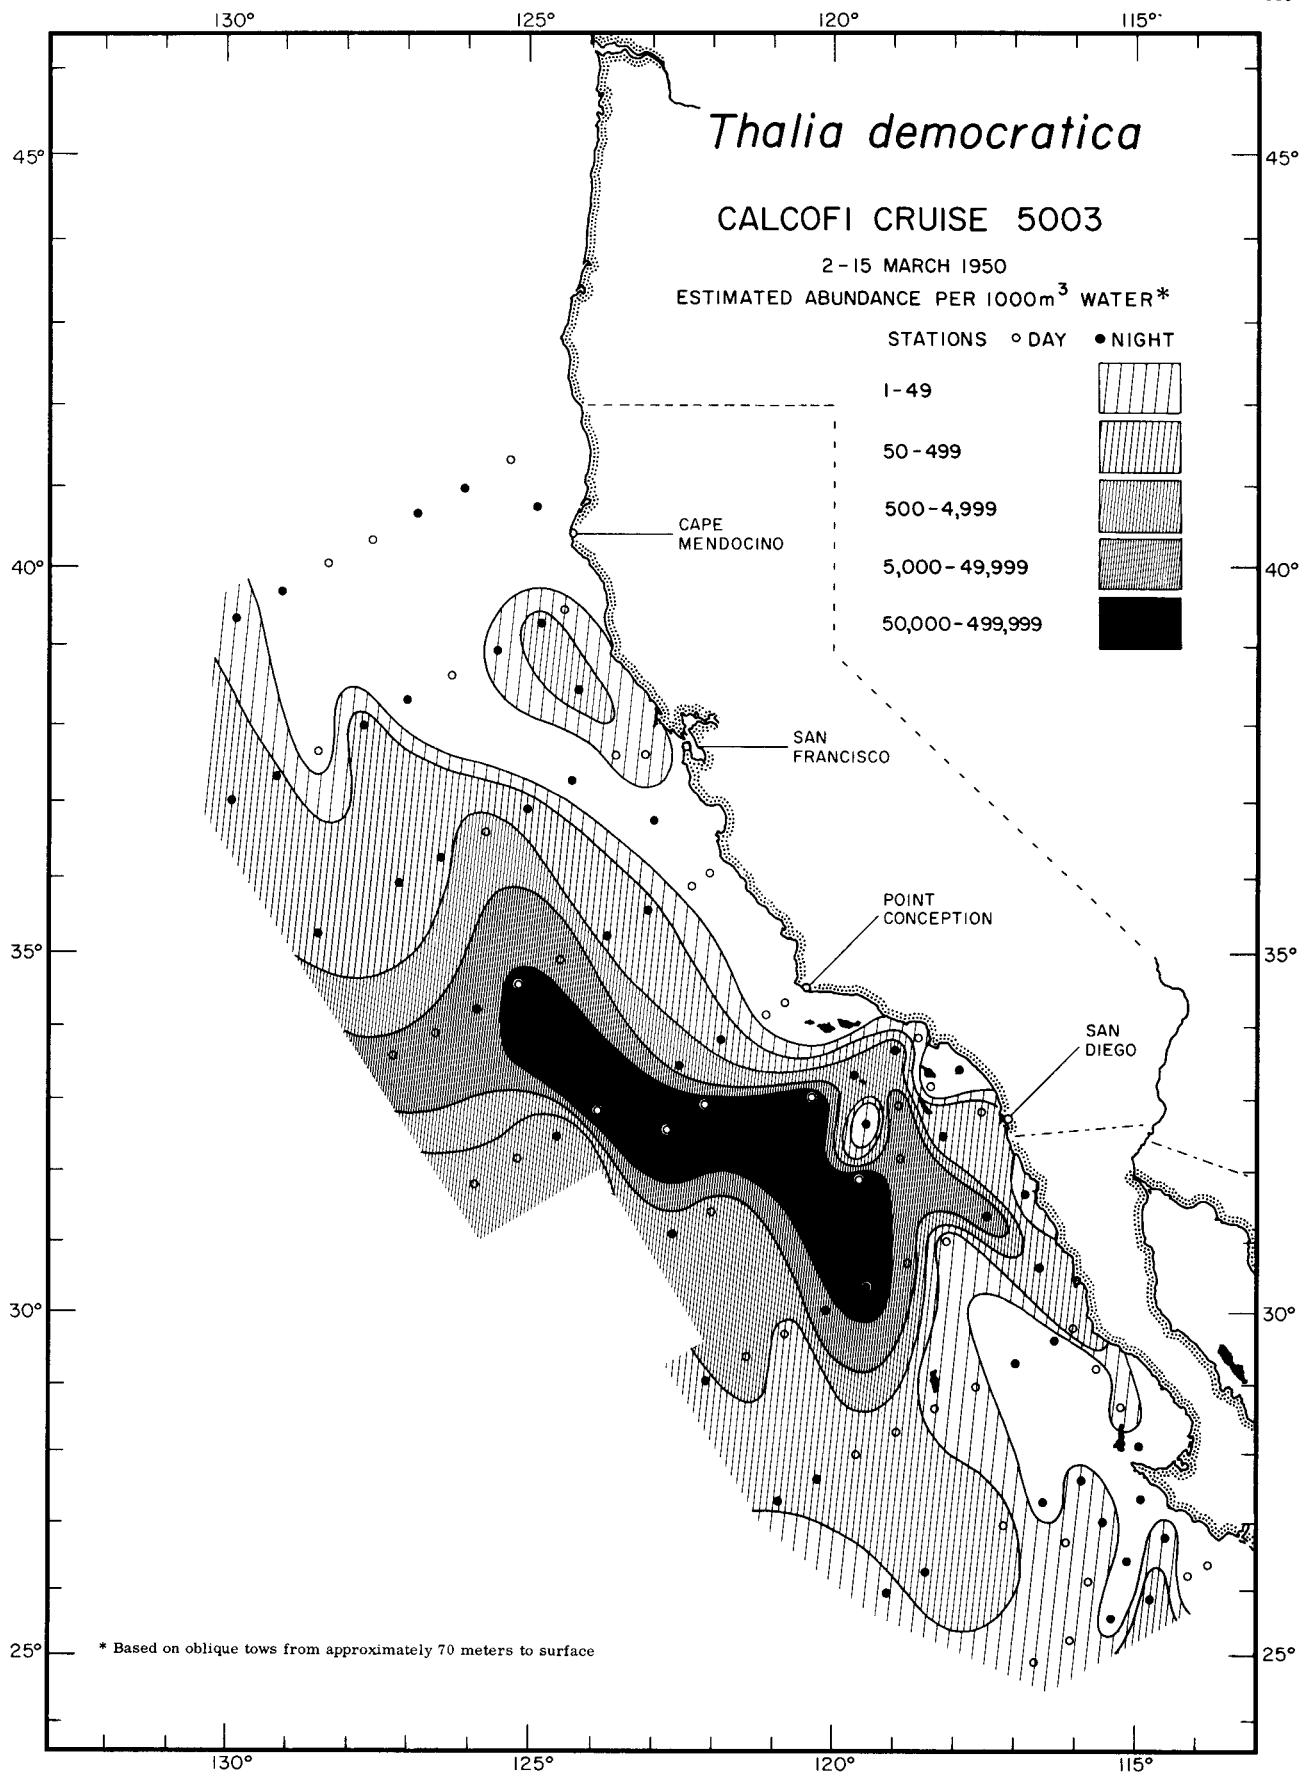 130° 125° 120° 115°
Thalia democratica
45° 45°
CALCOFI CRUISE 5003
2-15 MARCH 1950
ESTIMATED ABUNDANCE PER 1000m³ WATER*
STATIONS DAY NIGHT
1-49
50-499
500-4,999
5,000-49,999
50,000-499,999
CAPE
MENDOCINO
40° 40°
SAN
FRANCISCO
POINT
CONCEPTION
35° 35°
SAN
DIEGO
30° 30°
* Based on oblique tows from approximately 70 meters to surface
25° 25°
130° 125° 120° 115°